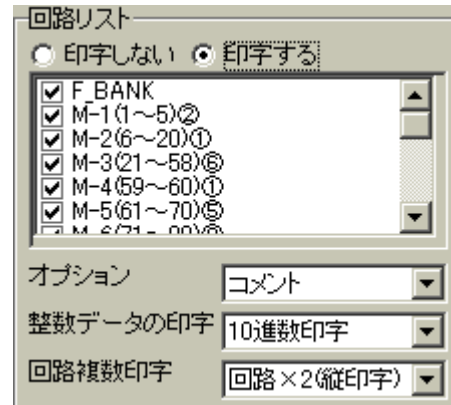 回路リスト
印字しない 印字する
F_BANK
M-1(1～5)②
M-2(6～20)①
M-3(21～58)⑥
M-4(59～60)①
M-5(61～70)⑤
オプション コメント
整数データの印字 10進数印字
回路複数印字 回路×2(縦印字)